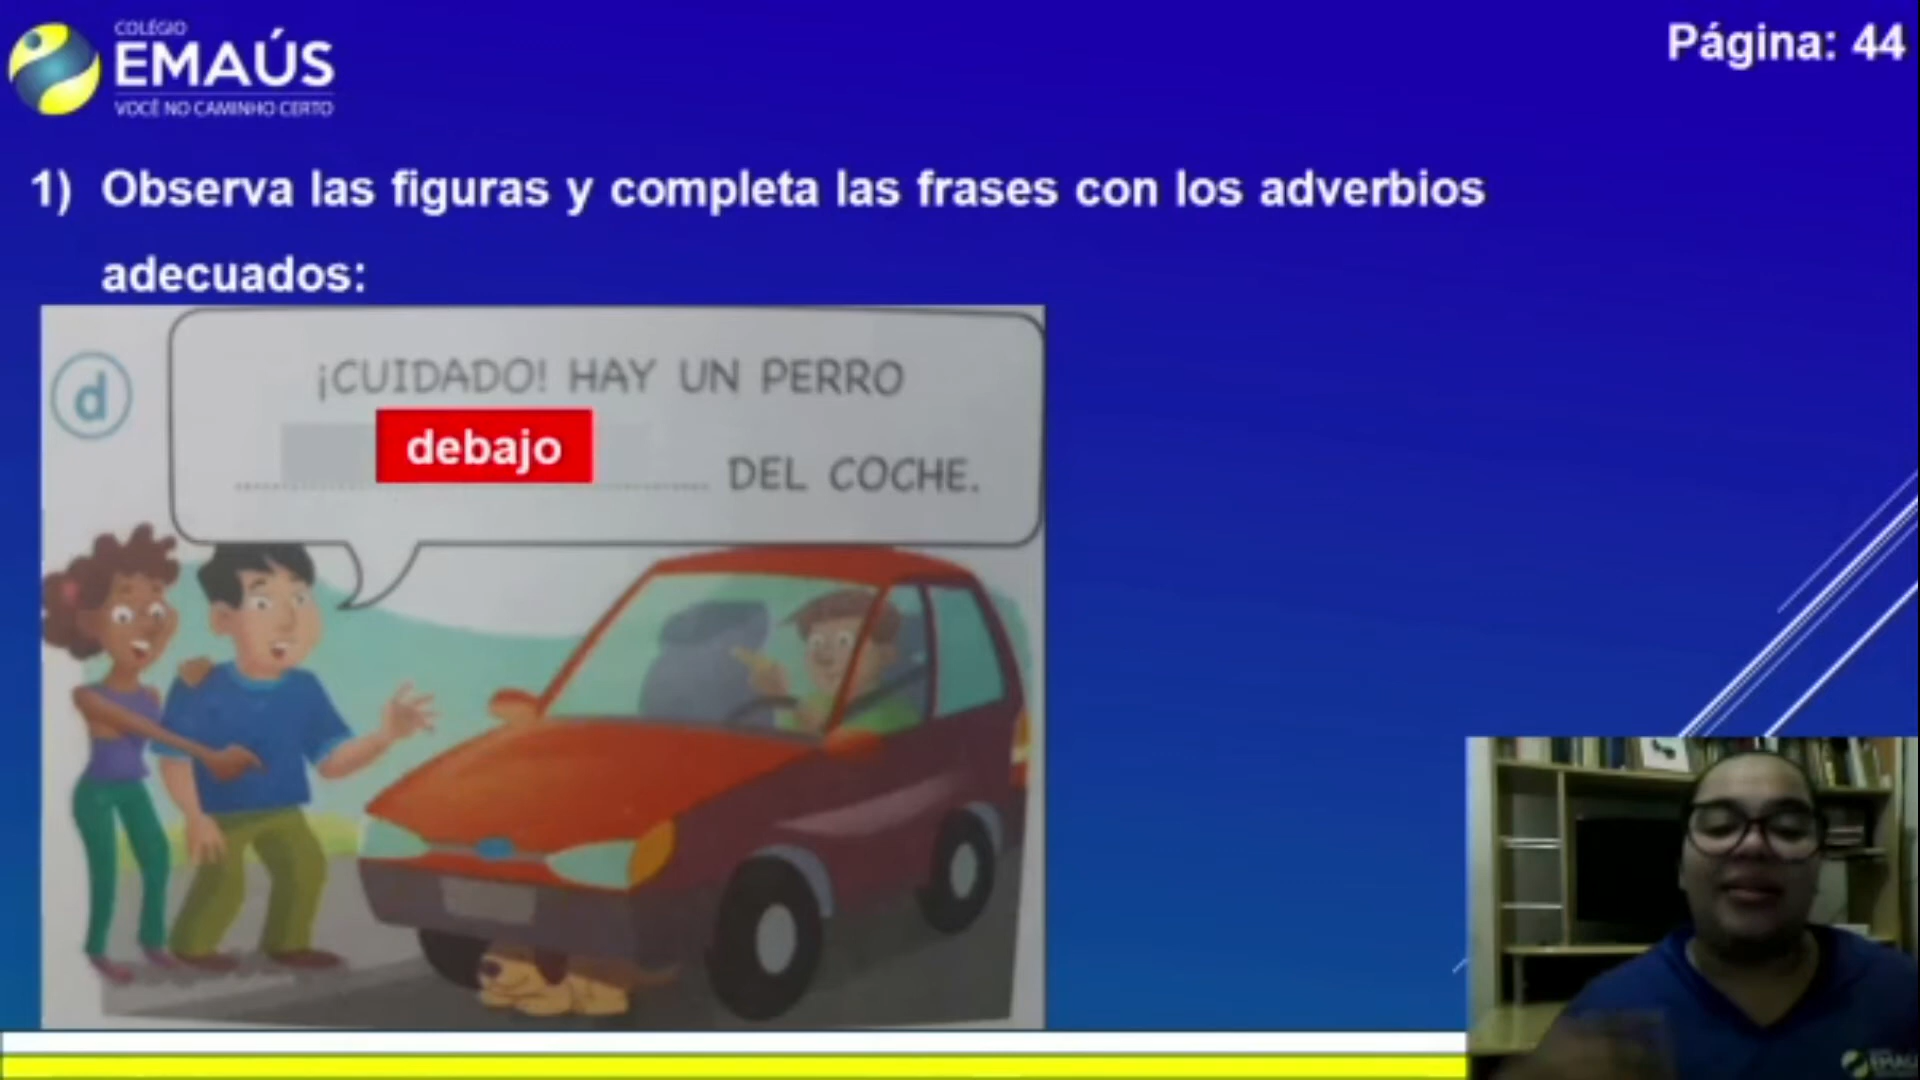 COLÉGIO
EMAÚS
VOCÊ NO CAMINHO CERTO
Página: 44
1) Observa las figuras y completa las frases con los adverbios
adecuados:
d
¡CUIDADO! HAY UN PERRO
debajo
DEL COCHE.